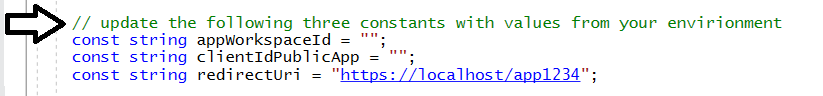 // update the following three constants with values from your envirionment
const string appWorkspaceId = "";
const string clientIdPublicApp = "";
const string redirectUri = "https://localhost/app1234";